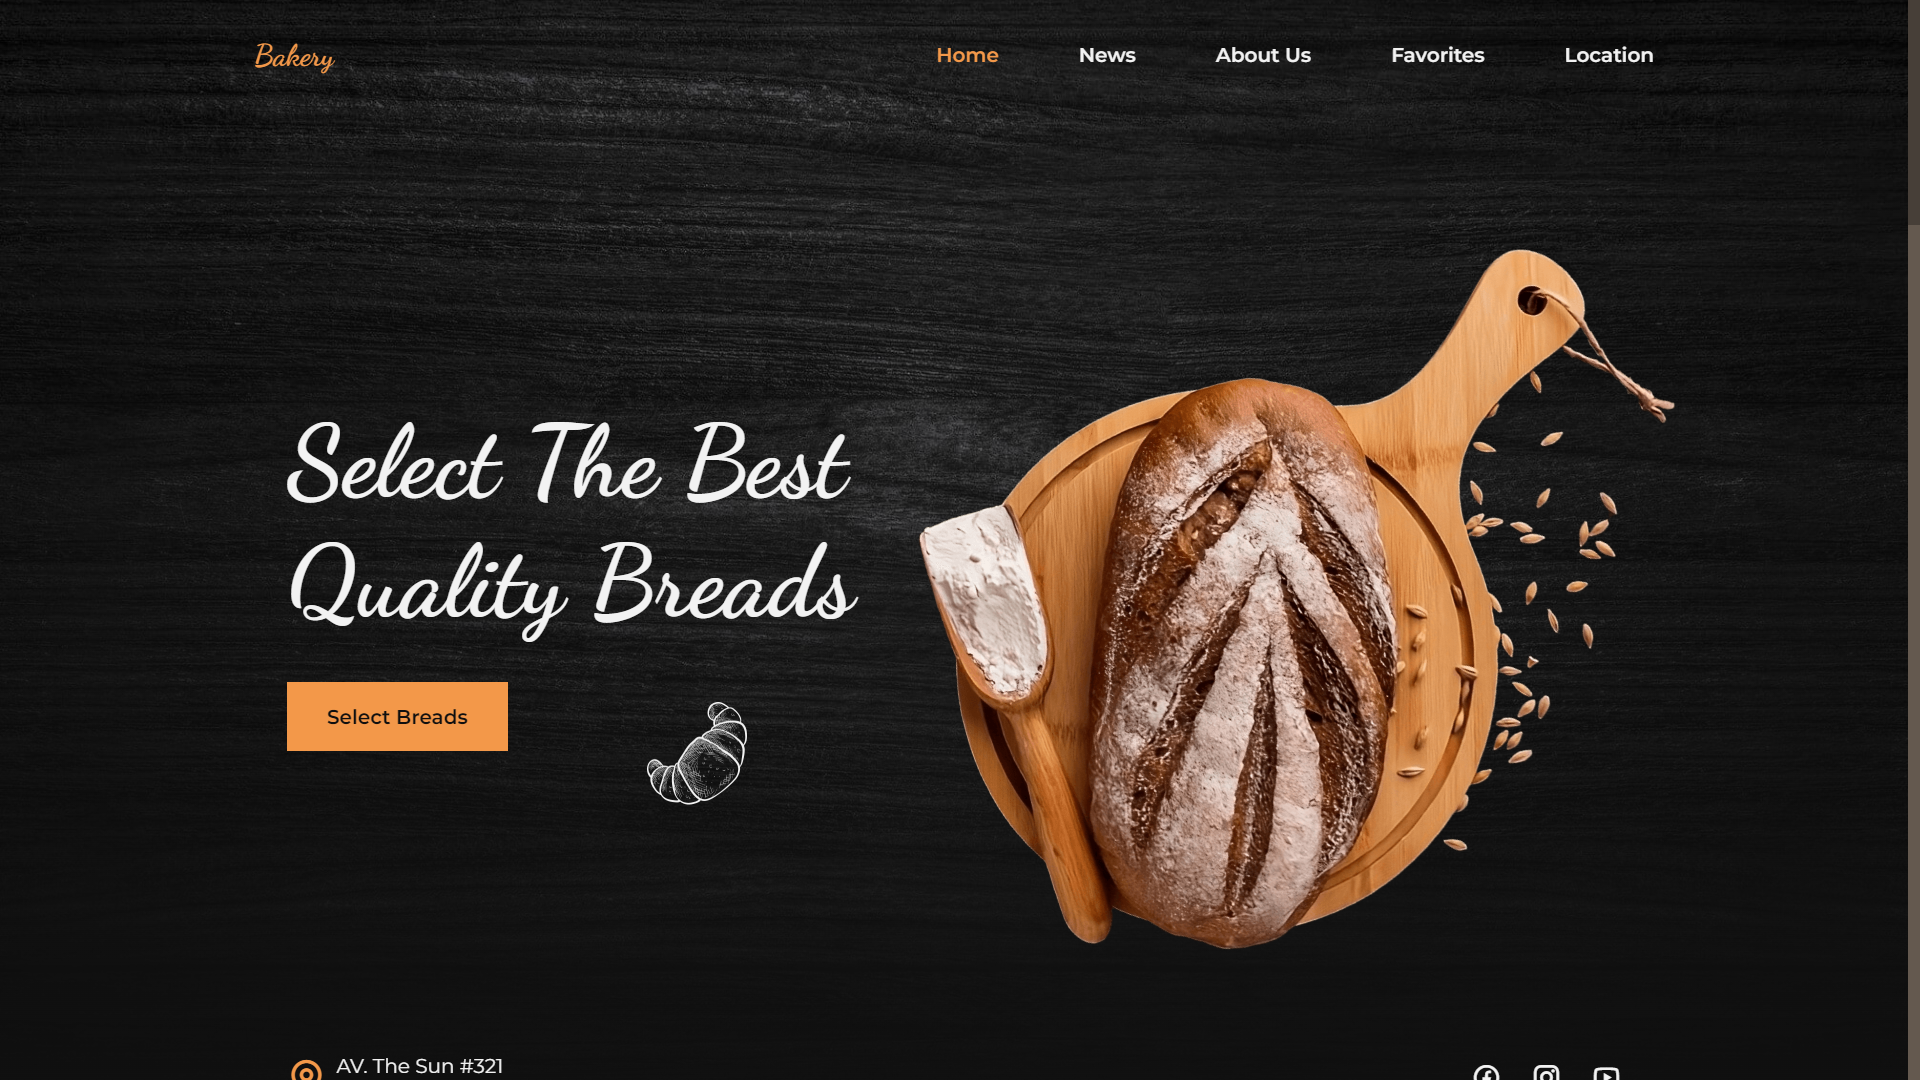 Bakery
Home
News
About Us
Favorites
Location
Select The Best
Quality Breads
Select Breads
AV. The Sun #321